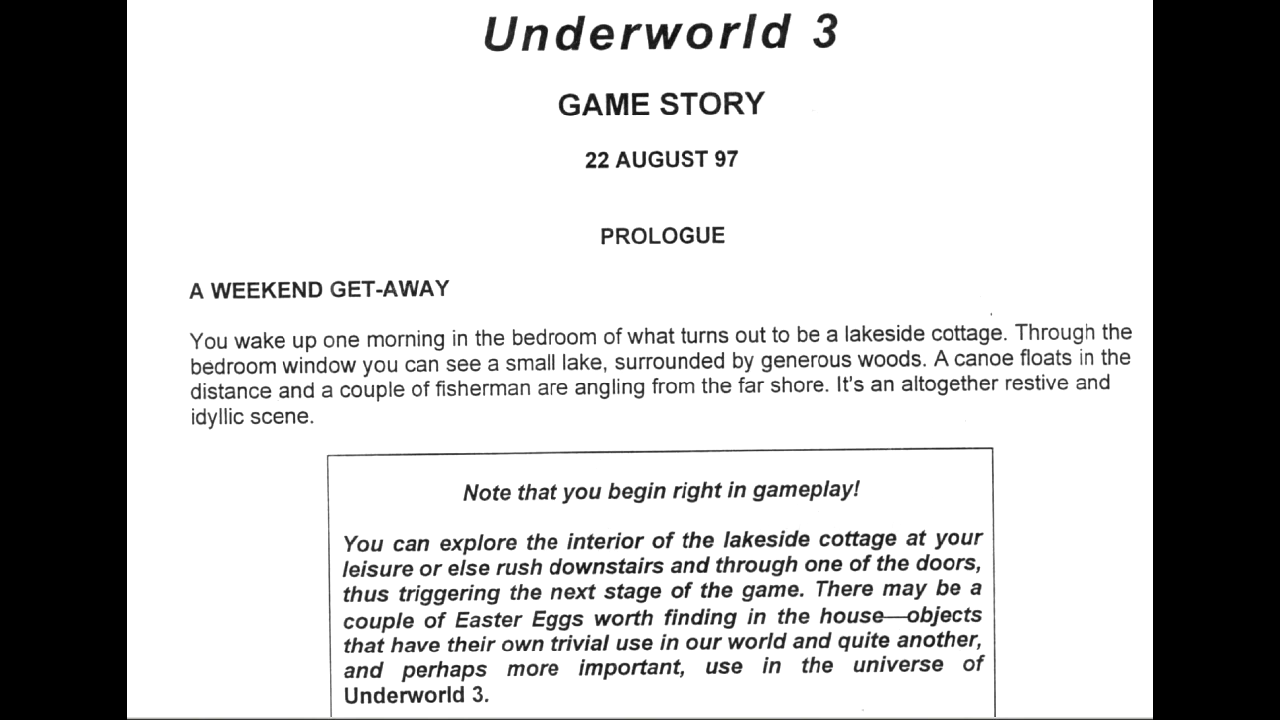 Underworld 3
GAME STORY
22 AUGUST 97
PROLOGUE
A WEEKEND GET-AWAY
You wake up one morning in the bedroom of what turns out to be a lakeside cottage. Through the
bedroom window you can see a small lake, surrounded by generous woods. A canoe floats in the
distance and a couple of fisherman are angling from the far shore. It's an altogether restive and
idyllic scene.
Note that you begin right in gameplay!
You can explore the interior of the lakeside cottage at your
leisure or else rush downstairs and through one of the doors,
thus triggering the next stage of the game. There may be a
couple of Easter Eggs worth finding in the house—objects
that have their own trivial use in our world and quite another,
and perhaps more important, use in the universe of
Underworld 3.